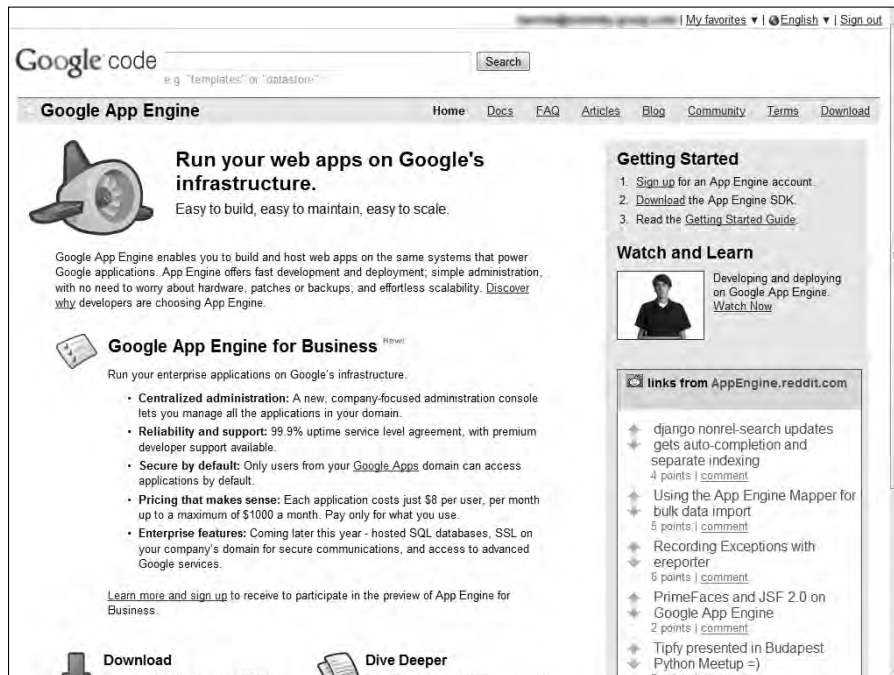 | My favorites ▼ | English ▼ | Sign out
Google code
Search
e.g. "templates" or "datastore"
Google App Engine
Home Docs FAQ Articles Blog Community Terms Download
Run your web apps on Google's
infrastructure.
Easy to build, easy to maintain, easy to scale.
Google App Engine enables you to build and host web apps on the same systems that power
Google applications. App Engine offers fast development and deployment; simple administration,
with no need to worry about hardware, patches or backups; and effortless scalability. Discover
why developers are choosing App Engine.
Google App Engine for Business New!
Run your enterprise applications on Google's infrastructure.
• Centralized administration: A new, company-focused administration console
lets you manage all the applications in your domain.
• Reliability and support: 99.9% uptime service level agreement, with premium
developer support available.
• Secure by default: Only users from your Google Apps domain can access
applications by default.
• Pricing that makes sense: Each application costs just $8 per user, per month
up to a maximum of $1000 a month. Pay only for what you use.
• Enterprise features: Coming later this year - hosted SQL databases, SSL on
your company's domain for secure communications, and access to advanced
Google services.
Learn more and sign up to receive to participate in the preview of App Engine for
Business.
Download
Dive Deeper
Getting Started
1. Sign up for an App Engine account.
2. Download the App Engine SDK.
3. Read the Getting Started Guide.
Watch and Learn
Developing and deploying
on Google App Engine.
Watch Now
links from AppEngine.reddit.com
django nonrel-search updates
gets auto-completion and
separate indexing
4 points | comment
Using the App Engine Mapper for
bulk data import
5 points | comment
Recording Exceptions with
ereporter
6 points | comment
PrimeFaces and JSF 2.0 on
Google App Engine
2 points | comment
Tipfy presented in Budapest
Python Meetup =)